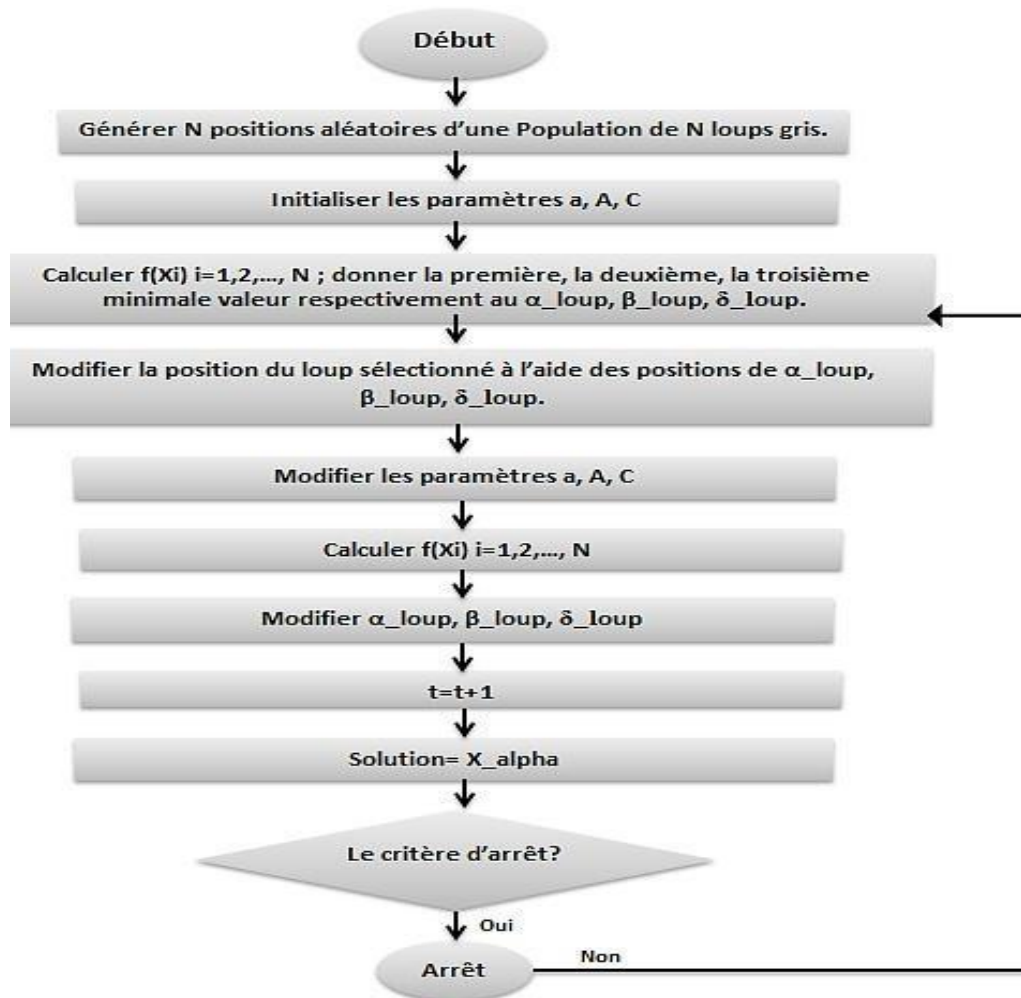 Début
Générer N positions aléatoires d'une Population de N loups gris.
Initialiser les paramètres a, A, C
Calculer f(Xi) i=1,2,..., N ; donner la première, la deuxième, la troisième
minimale valeur respectivement au α_loup, β_loup, δ_loup.
Modifier la position du loup sélectionné à l'aide des positions de α_loup,
β_loup, δ_loup.
Modifier les paramètres a, A, C
Calculer f(Xi) i=1,2,..., N
Modifier α_loup, β_loup, δ_loup
t=t+1
Solution= X_alpha
Le critère d'arrêt?
Oui
Arrêt
Non